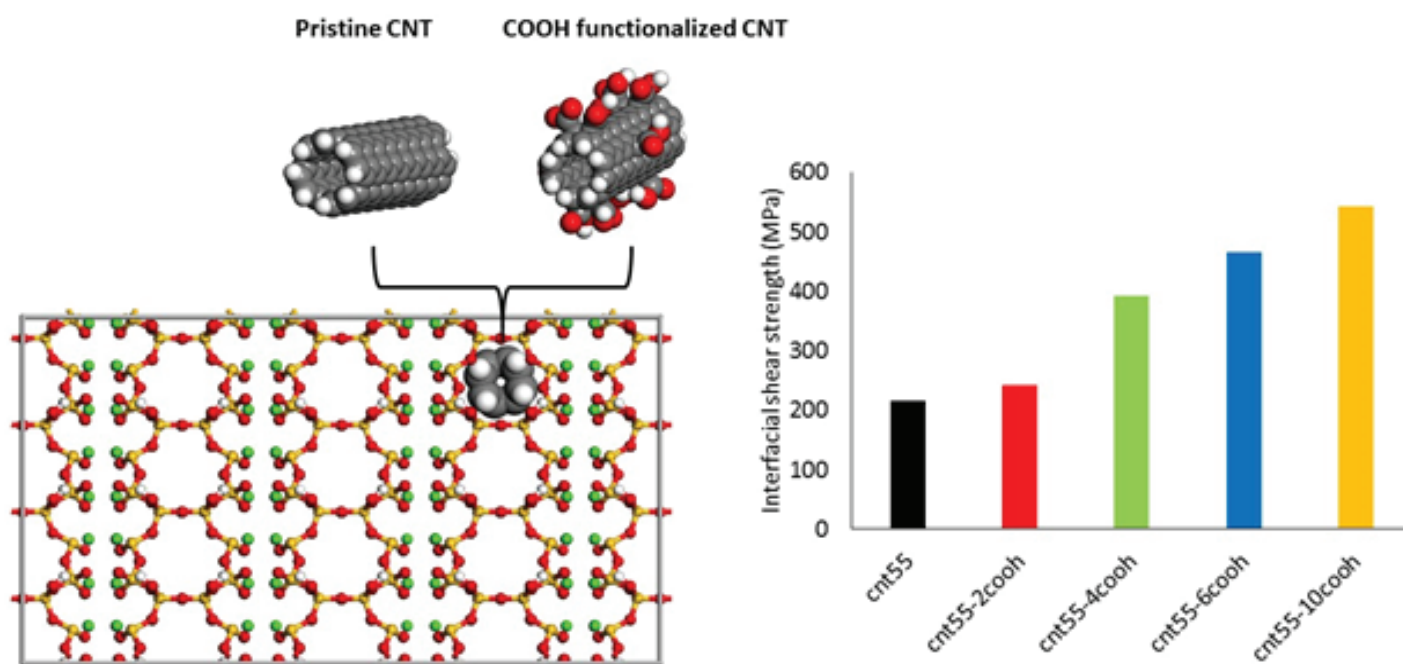 Pristine CNT
COOH functionalized CNT
Interfacial shear strength (MPa)
600
500
400
300
200
100
0
cnt55
cnt55-2cooh
cnt55-4cooh
cnt55-6cooh
cnt55-10cooh